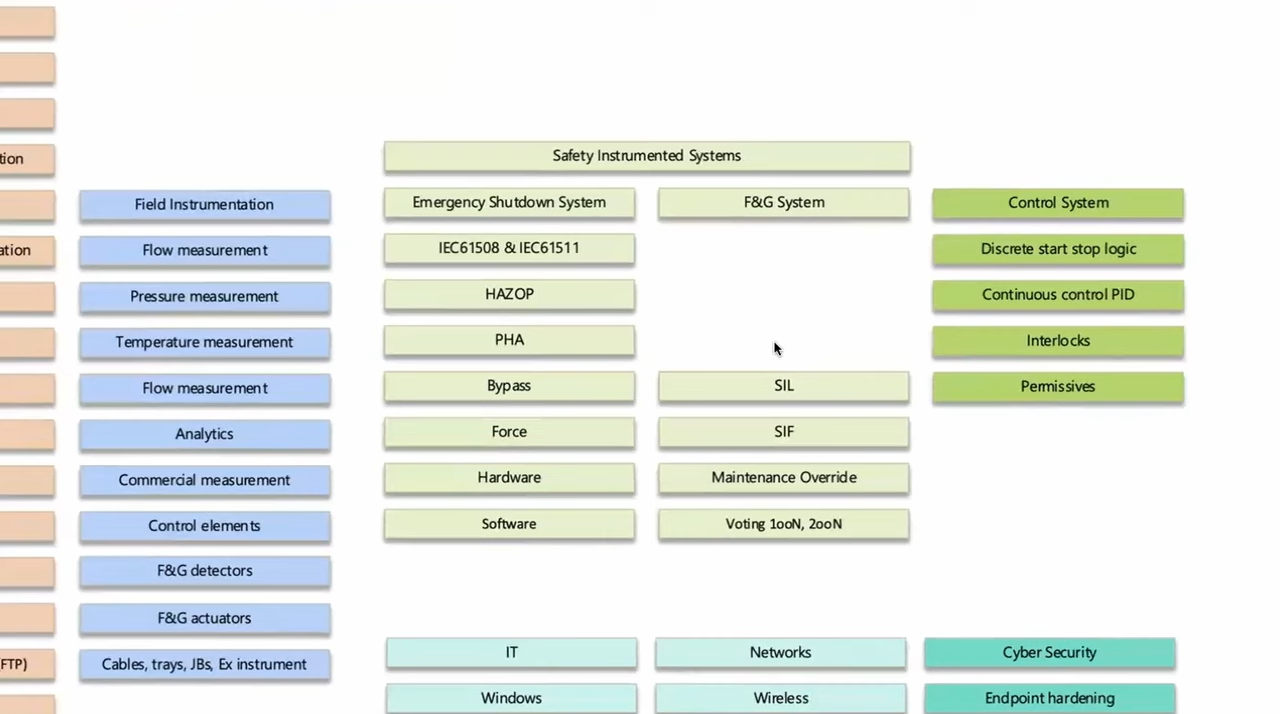 tion
ation
(FTP)
Field Instrumentation
Flow measurement
Pressure measurement
Temperature measurement
Flow measurement
Analytics
Commercial measurement
Control elements
F&G detectors
F&G actuators
Cables, trays, JBs, Ex instrument
Safety Instrumented Systems
Emergency Shutdown System
IEC61508 & IEC61511
HAZOP
PHA
Bypass
Force
Hardware
Software
F&G System
SIL
SIF
Maintenance Override
Voting 1ooN, 2ooN
Control System
Discrete start stop logic
Continuous control PID
Interlocks
Permissives
IT
Windows
Networks
Wireless
Cyber Security
Endpoint hardening